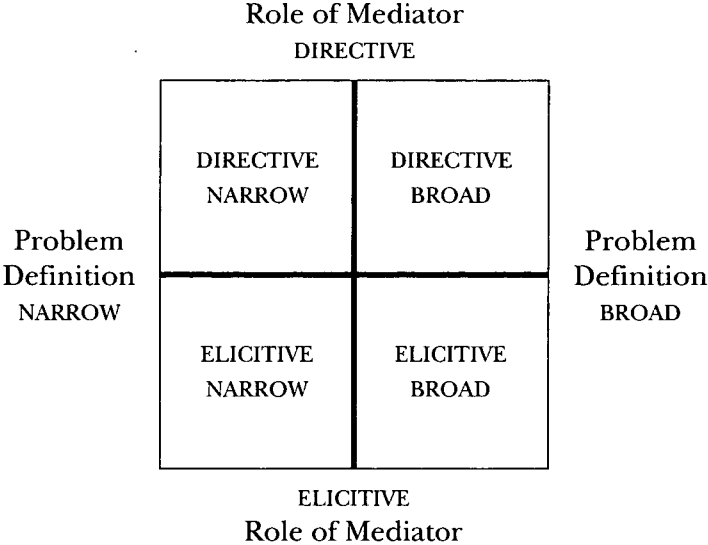 Role of Mediator
DIRECTIVE
DIRECTIVE
NARROW
DIRECTIVE
BROAD
Problem
Definition
NARROW
Problem
Definition
BROAD
ELICITIVE
NARROW
ELICITIVE
BROAD
ELICITIVE
Role of Mediator